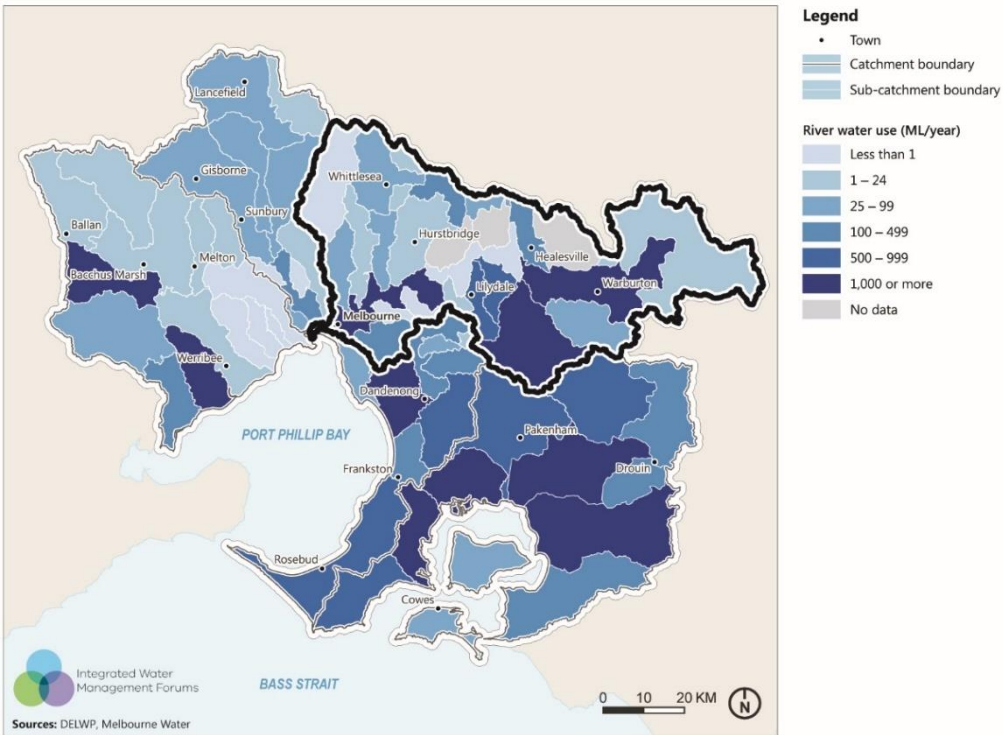 Lancefield
Gisborne
Whittlesea
Sunbury
Hurstbridge
Ballan
Healesville
Bacchus Marsh
Melton
Lilydale
Warburton
Melbourne
Werribee
Dandenong
PORT PHILLIP BAY
Pakenham
Frankston
Drouin
Rosebud
Cowes
BASS STRAIT
Integrated Water
Management Forums
Sources: DELWP, Melbourne Water
0 10 20 KM
N
Legend
Town
Catchment boundary
Sub-catchment boundary
River water use (ML/year)
Less than 1
1 – 24
25 – 99
100 – 499
500 – 999
1,000 or more
No data